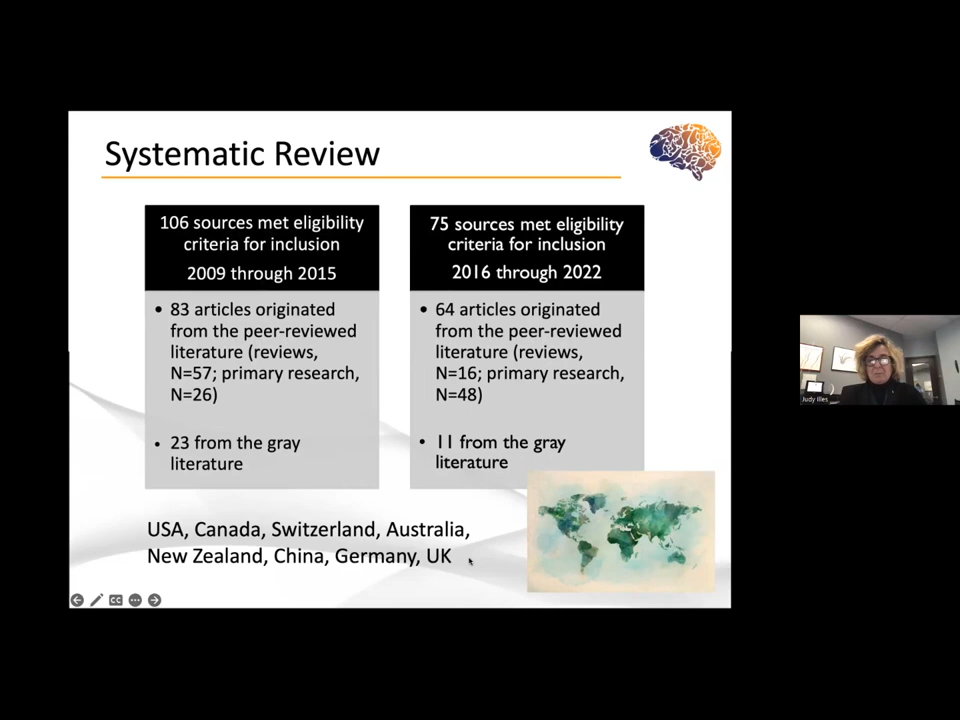 Systematic Review
106 sources met eligibility
criteria for inclusion
2009 through 2015
• 83 articles originated
from the peer-reviewed
literature (reviews,
N=57; primary research,
N=26)
• 23 from the gray
literature
75 sources met eligibility
criteria for inclusion
2016 through 2022
• 64 articles originated
from the peer-reviewed
literature (reviews,
N=16; primary research,
N=48)
• 11 from the gray
literature
USA, Canada, Switzerland, Australia,
New Zealand, China, Germany, UK
CC
Judy Illes